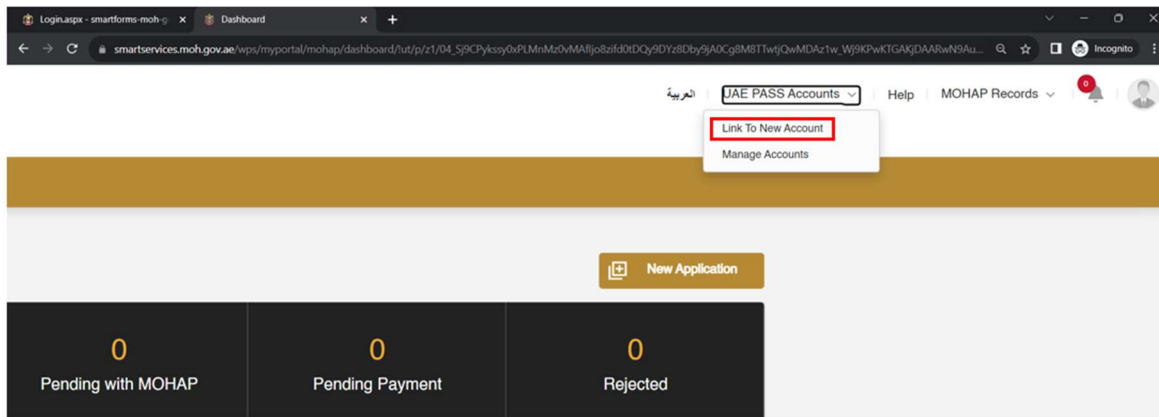 Login.aspx - smartforms-moh-g
Dashboard
smartservices.moh.gov.ae/wps/myportal/mohap/dashboard/!ut/p/z1/04_Sj9CPykssy0xPLMnMz0vMAfIjo8zifd0tDQy9DYz8Dby9jA0Cg8M8TTwtjQwMDAz1w_Wj9KPwKTGAKjDAARwN9Au...
Incognito
العربية
UAE PASS Accounts
Help
MOHAP Records
0
Link To New Account
Manage Accounts
New Application
0
0
0
Pending with MOHAP
Pending Payment
Rejected